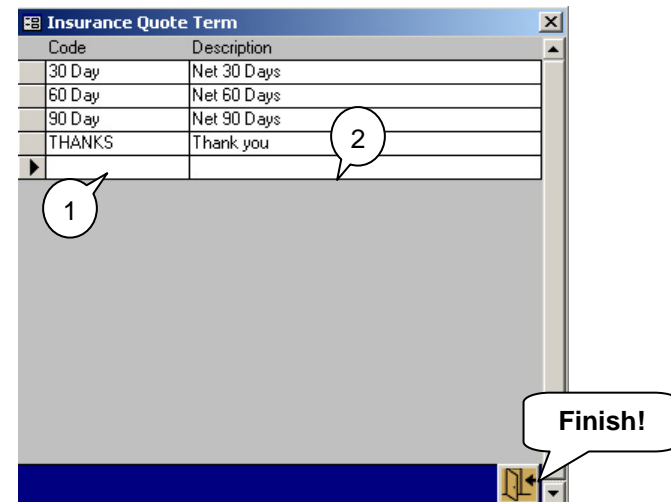 Insurance Quote Term
Code Description
30 Day Net 30 Days
60 Day Net 60 Days
90 Day Net 90 Days
THANKS Thank you
2
1
Finish!